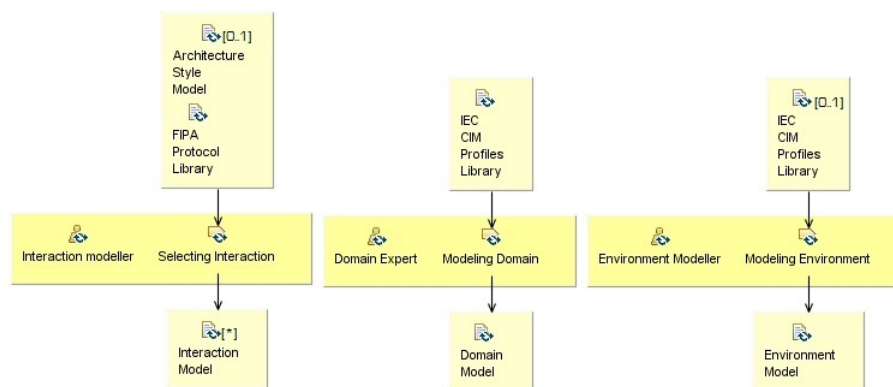 [0..1]
Architecture
Style
Model
FIPA
Protocol
Library
Interaction modeller
Selecting Interaction
[*]
Interaction
Model
IEC
CIM
Profiles
Library
Domain Expert
Modeling Domain
Domain
Model
[0..1]
IEC
CIM
Profiles
Library
Environment Modeller
Modeling Environment
Environment
Model